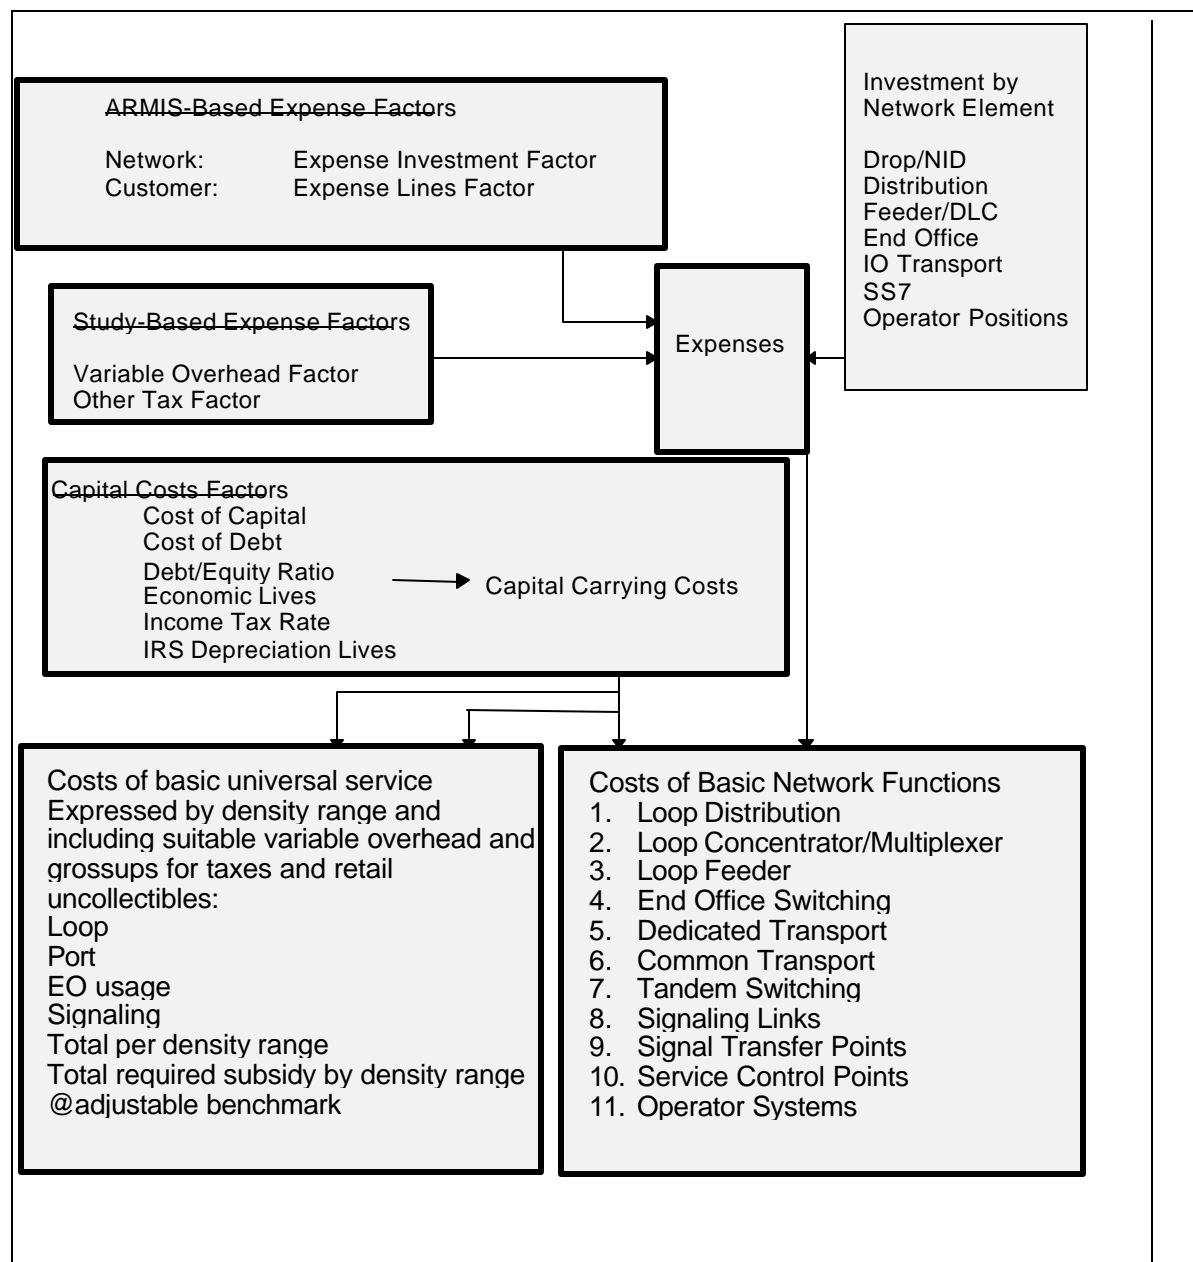 ARMIS-Based Expense Factors
Network: Expense Investment Factor
Customer: Expense Lines Factor
Investment by
Network Element
Drop/NID
Distribution
Feeder/DLC
End Office
IO Transport
SS7
Operator Positions
Study-Based Expense Factors
Variable Overhead Factor
Other Tax Factor
Expenses
Capital Costs Factors
Cost of Capital
Cost of Debt
Debt/Equity Ratio
Economic Lives
Income Tax Rate
IRS Depreciation Lives
Capital Carrying Costs
Costs of basic universal service
Expressed by density range and
including suitable variable overhead and
grossups for taxes and retail
uncollectibles:
Loop
Port
EO usage
Signaling
Total per density range
Total required subsidy by density range
@adjustable benchmark
Costs of Basic Network Functions
1. Loop Distribution
2. Loop Concentrator/Multiplexer
3. Loop Feeder
4. End Office Switching
5. Dedicated Transport
6. Common Transport
7. Tandem Switching
8. Signaling Links
9. Signal Transfer Points
10. Service Control Points
11. Operator Systems